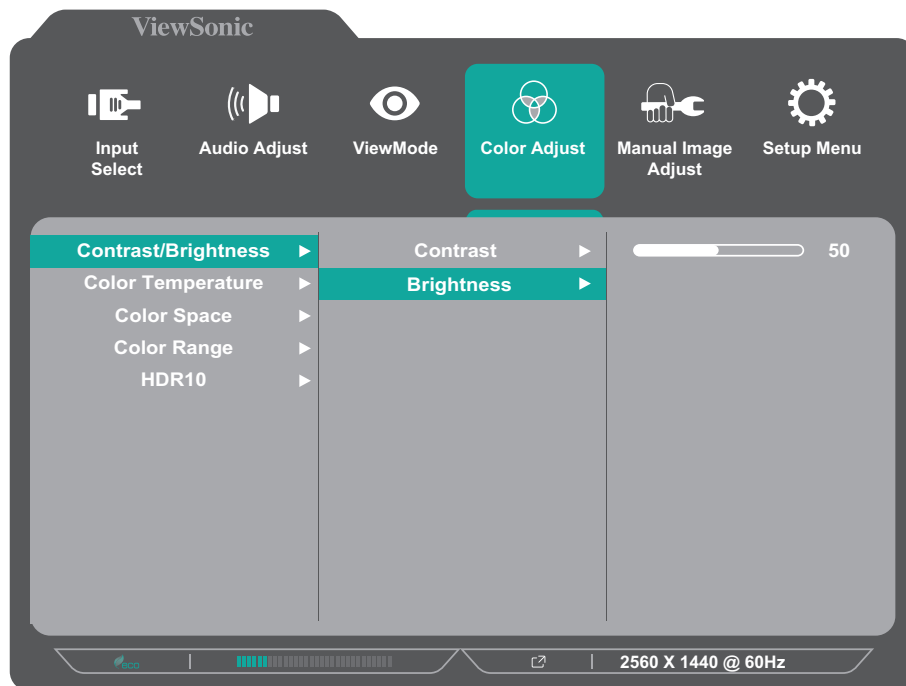 ViewSonic
Input Select
Audio Adjust
ViewMode
Color Adjust
Manual Image Adjust
Setup Menu
Contrast/Brightness
Color Temperature
Color Space
Color Range
HDR10
Contrast
Brightness
50
eco
2560 X 1440 @ 60Hz